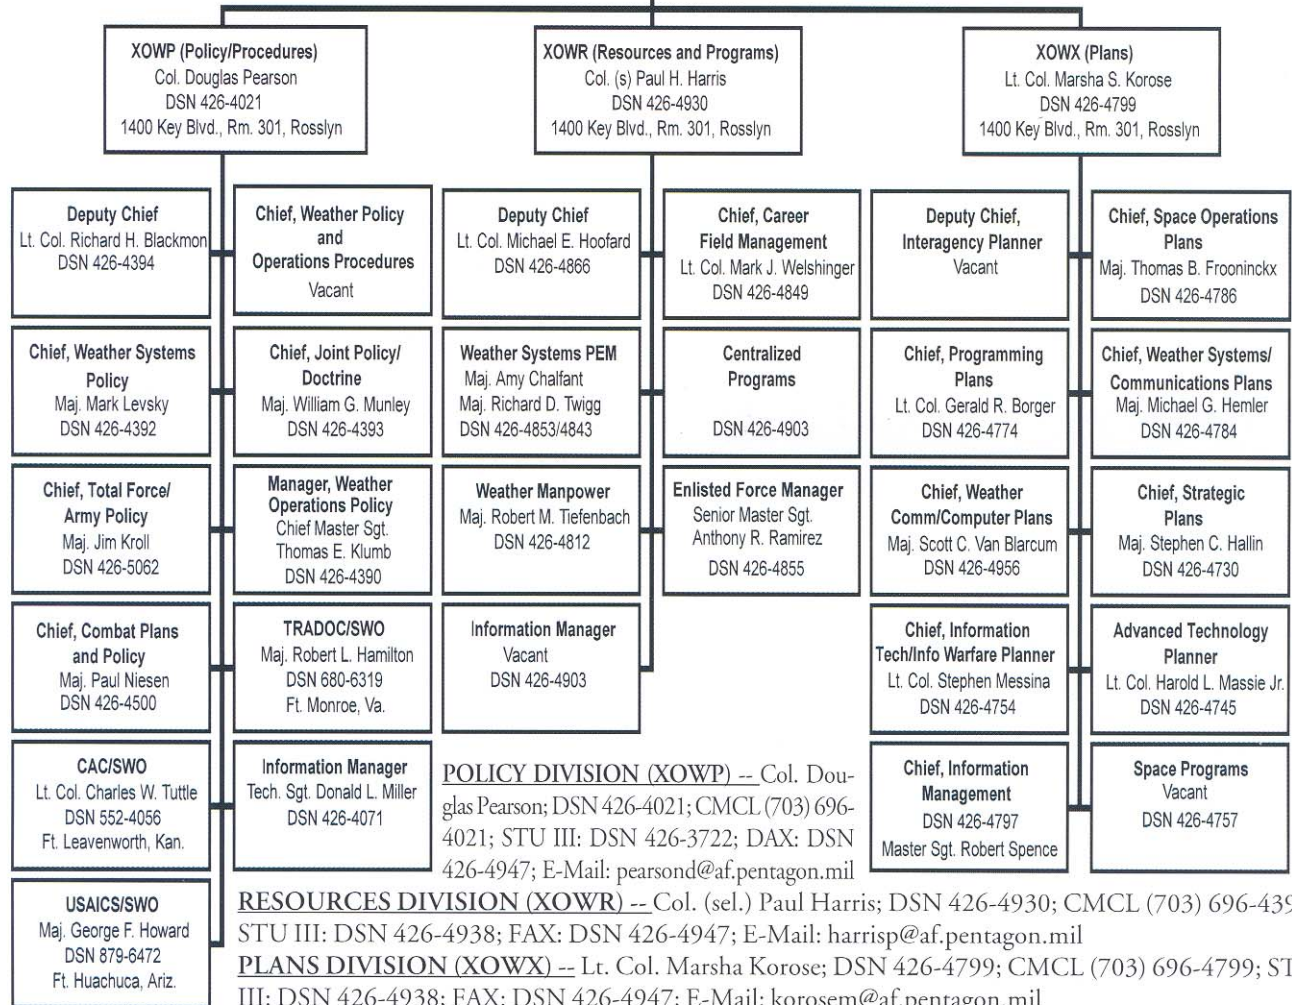 XOWP (Policy/Procedures)
Col. Douglas Pearson
DSN 426-4021
1400 Key Blvd., Rm. 301, Rosslyn
XOWR (Resources and Programs)
Col. (s) Paul H. Harris
DSN 426-4930
1400 Key Blvd., Rm. 301, Rosslyn
XOWX (Plans)
Lt. Col. Marsha S. Korose
DSN 426-4799
1400 Key Blvd., Rm. 301, Rosslyn
Deputy Chief
Lt. Col. Richard H. Blackmon
DSN 426-4394
Chief, Weather Policy
and
Operations Procedures
Vacant
Chief, Weather Systems
Policy
Maj. Mark Levsky
DSN 426-4392
Chief, Joint Policy/
Doctrine
Maj. William G. Munley
DSN 426-4393
Chief, Total Force/
Army Policy
Maj. Jim Kroll
DSN 426-5062
Manager, Weather
Operations Policy
Chief Master Sgt.
Thomas E. Klumb
DSN 426-4390
Chief, Combat Plans
and Policy
Maj. Paul Niesen
DSN 426-4500
TRADOC/SWO
Maj. Robert L. Hamilton
DSN 680-6319
Ft. Monroe, Va.
CAC/SWO
Lt. Col. Charles W. Tuttle
DSN 552-4056
Ft. Leavenworth, Kan.
Information Manager
Tech. Sgt. Donald L. Miller
DSN 426-4071
USAICS/SWO
Maj. George F. Howard
DSN 879-6472
Ft. Huachuca, Ariz.
Deputy Chief
Lt. Col. Michael E. Hoofard
DSN 426-4866
Chief, Career
Field Management
Lt. Col. Mark J. Welshinger
DSN 426-4849
Weather Systems PEM
Maj. Amy Chalfant
Maj. Richard D. Twigg
DSN 426-4853/4843
Centralized
Programs
DSN 426-4903
Weather Manpower
Maj. Robert M. Tiefenbach
DSN 426-4812
Enlisted Force Manager
Senior Master Sgt.
Anthony R. Ramirez
DSN 426-4855
Information Manager
Vacant
DSN 426-4903
Deputy Chief,
Interagency Planner
Vacant
Chief, Space Operations
Plans
Maj. Thomas B. Frooninckx
DSN 426-4786
Chief, Programming
Plans
Lt. Col. Gerald R. Borger
DSN 426-4774
Chief, Weather Systems/
Communications Plans
Maj. Michael G. Hemler
DSN 426-4784
Chief, Weather
Comm/Computer Plans
Maj. Scott C. Van Blarcum
DSN 426-4956
Chief, Strategic
Plans
Maj. Stephen C. Hallin
DSN 426-4730
Chief, Information
Tech/Info Warfare Planner
Lt. Col. Stephen Messina
DSN 426-4754
Advanced Technology
Planner
Lt. Col. Harold L. Massie Jr.
DSN 426-4745
Chief, Information
Management
DSN 426-4797
Master Sgt. Robert Spence
Space Programs
Vacant
DSN 426-4757
POLICY DIVISION (XOWP) -- Col. Dou-
glas Pearson; DSN 426-4021; CMCL (703) 696-
4021; STU III: DSN 426-3722; DAX: DSN
426-4947; E-Mail: pearsond@af.pentagon.mil
RESOURCES DIVISION (XOWR) -- Col. (sel.) Paul Harris; DSN 426-4930; CMCL (703) 696-439
STU III: DSN 426-4938; FAX: DSN 426-4947; E-Mail: harrisp@af.pentagon.mil
PLANS DIVISION (XOWX) -- Lt. Col. Marsha Korose; DSN 426-4799; CMCL (703) 696-4799; ST
III: DSN 426-4938; FAX: DSN 426-4947; E-Mail: korosem@af.pentagon.mil